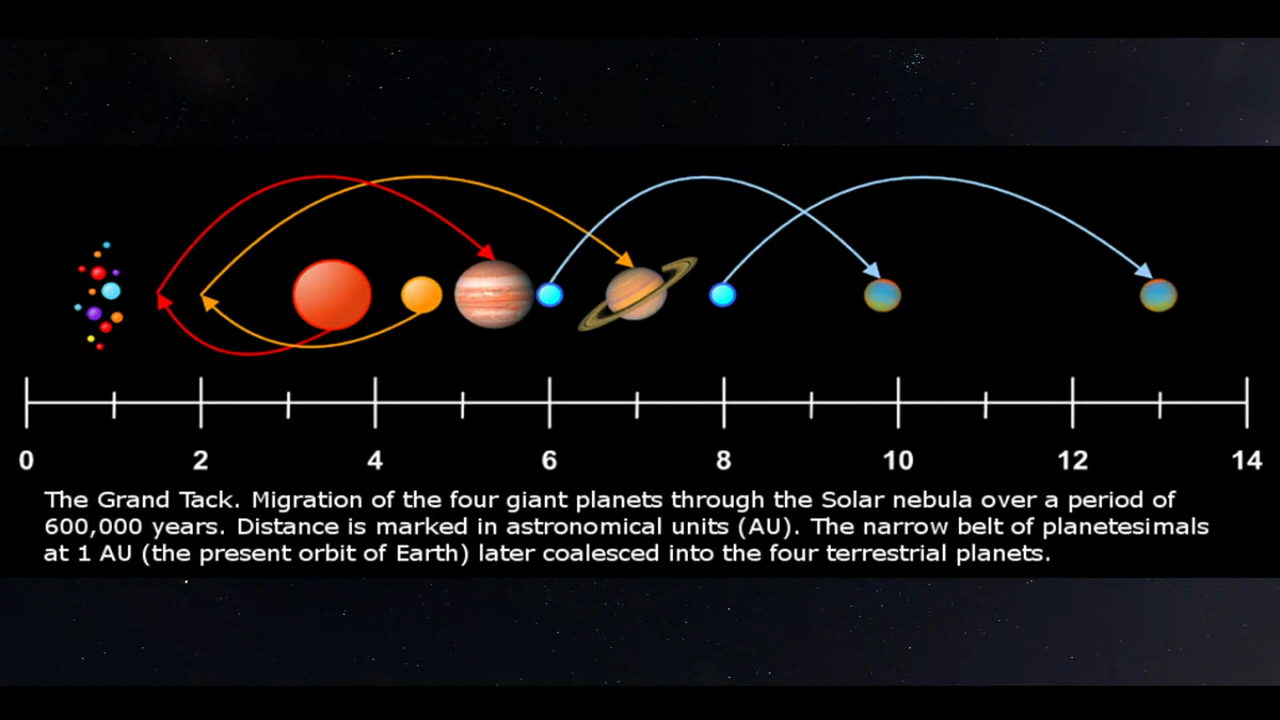 0 2 4 6 8 10 12 14
The Grand Tack. Migration of the four giant planets through the Solar nebula over a period of
600,000 years. Distance is marked in astronomical units (AU). The narrow belt of planetesimals
at 1 AU (the present orbit of Earth) later coalesced into the four terrestrial planets.